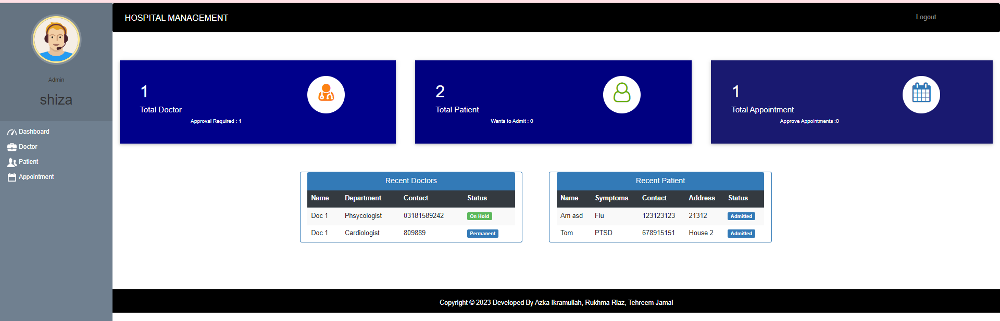 HOSPITAL MANAGEMENT
Logout
Admin
shiza
Dashboard
Doctor
Patient
Appointment
1
Total Doctor
Approval Required : 1
2
Total Patient
Wants to Admit : 0
1
Total Appointment
Approve Appointments :0
Recent Doctors
Name Department Contact Status
Doc 1 Phsycologist 03181589242 On Hold
Doc 1 Cardiologist 809889 Permanent
Recent Patient
Name Symptoms Contact Address Status
Am asd Flu 123123123 21312 Admitted
Tom PTSD 678915151 House 2 Admitted
Copyright © 2023 Developed By Azka Ikramullah, Rukhma Riaz, Tehreem Jamal